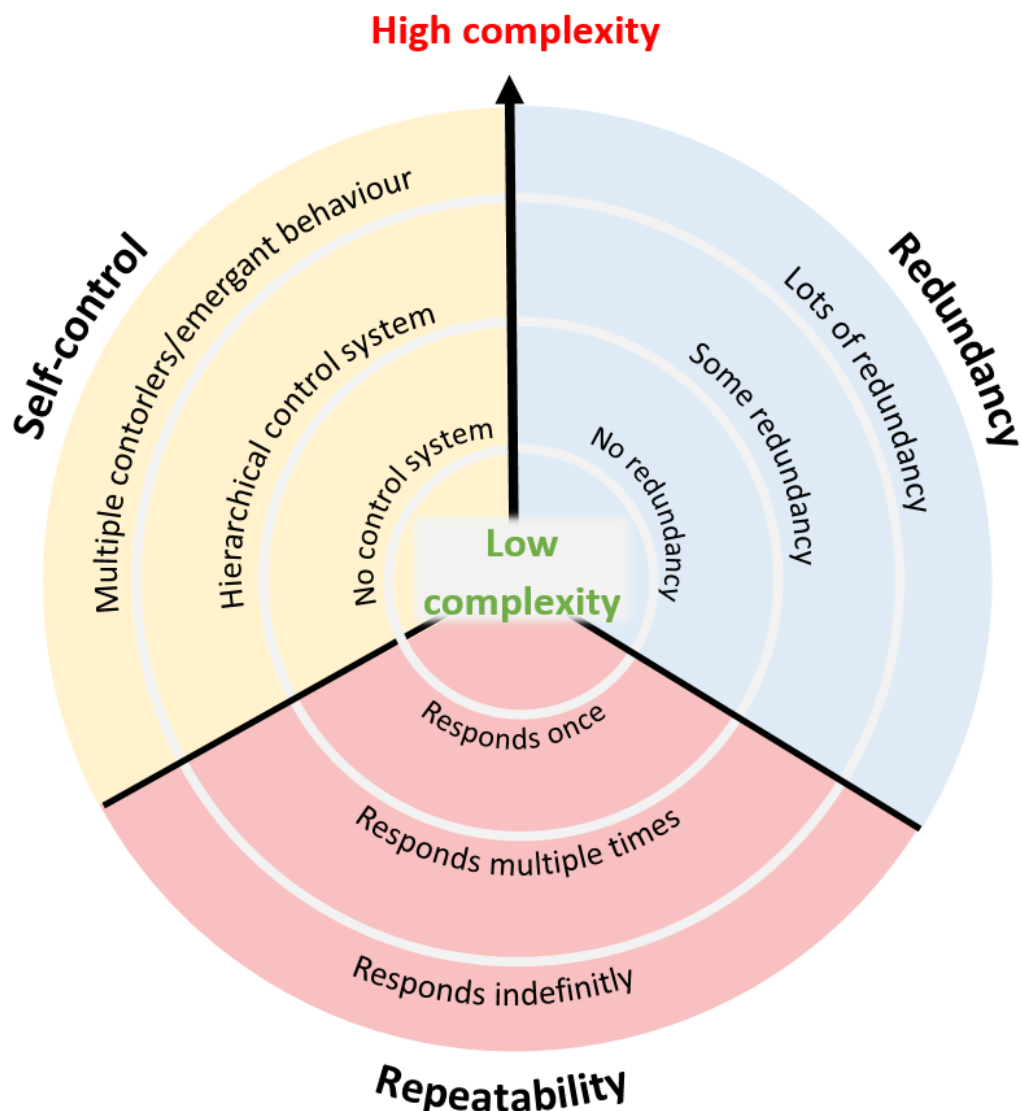 High complexity
Self-control
Multiple contorlers/emergant behaviour
Hierarchical control system
No control system
Redundancy
Lots of redundancy
Some redundancy
No redundancy
Low
complexity
Responds once
Responds multiple times
Responds indefinitly
Repeatability